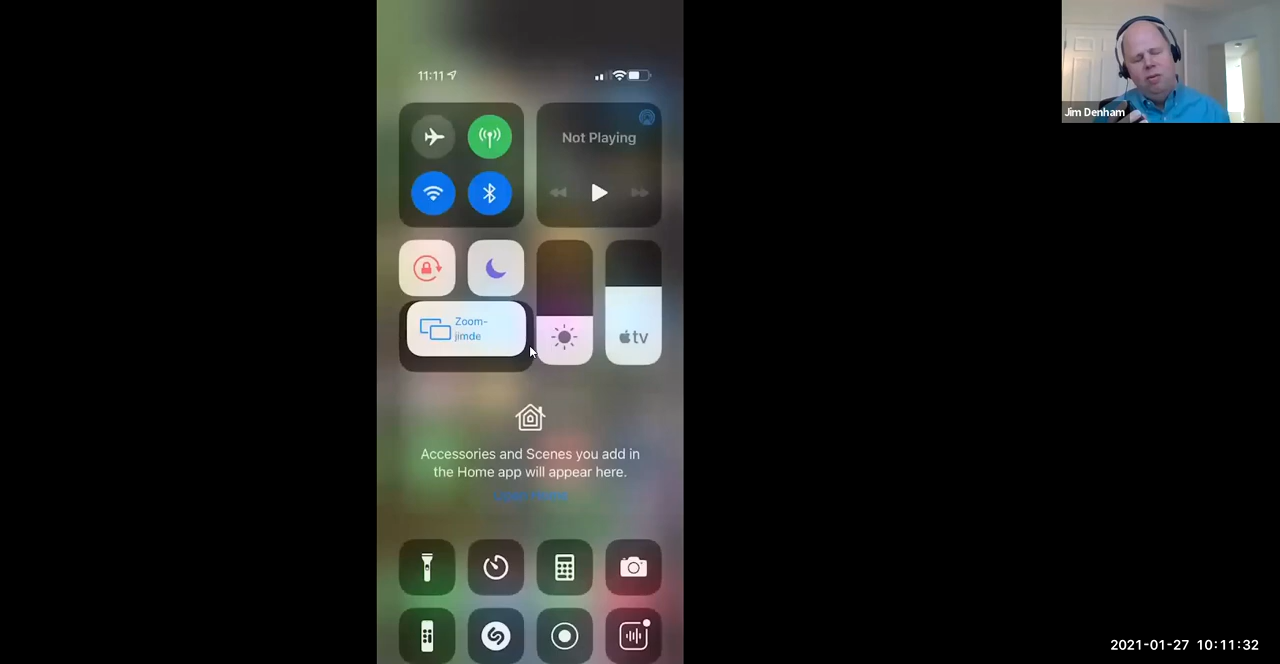 11:11
Not Playing
Zoom-
jimde
tv
Accessories and Scenes you add in
the Home app will appear here.
Jim Denham
2021-01-27 10:11:32